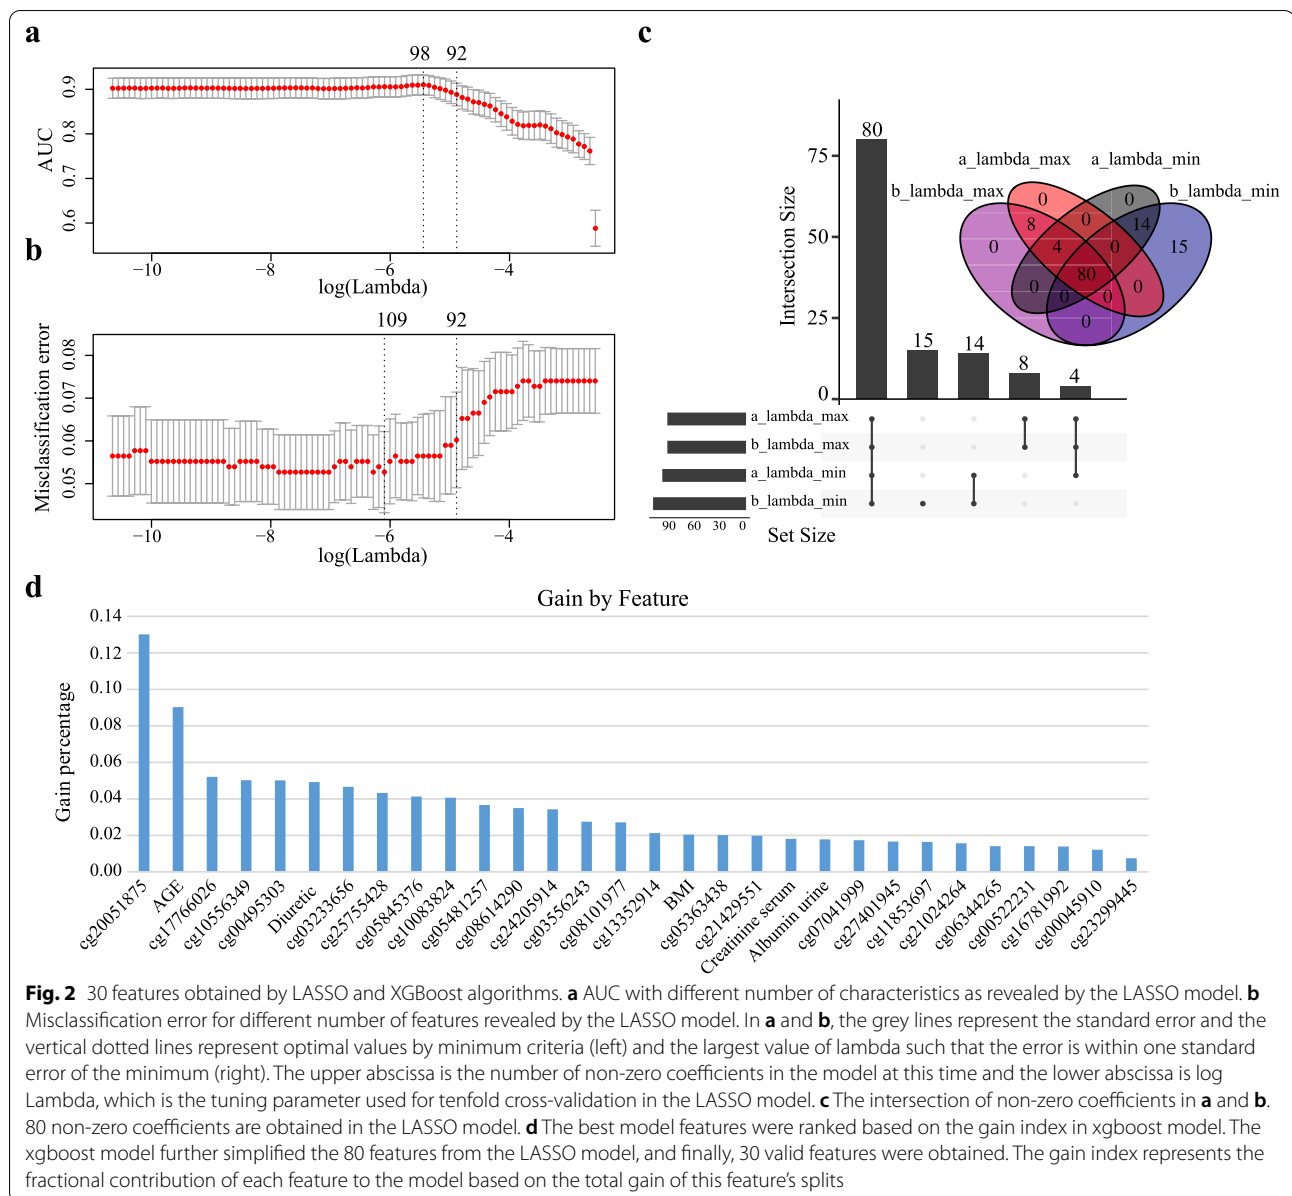 a
98 92
AUC
0.9
0.8
0.7
0.6
−10 −8 −6 −4
log(Lambda)
b
109 92
Misclassification error
0.08
0.07
0.06
0.05
−10 −8 −6 −4
log(Lambda)
c
Intersection Size
75
50
25
0
80
15
14
8
4
a_lambda_max a_lambda_min
b_lambda_max b_lambda_min
0 0
8 0 14
0 4 0 15
80
0 0 0 0
0
a_lambda_max
b_lambda_max
a_lambda_min
b_lambda_min
90 60 30 0
Set Size
d
Gain by Feature
Gain percentage
0.14
0.12
0.10
0.08
0.06
0.04
0.02
0.00
cg20051875
AGE
cg17766026
cg10556349
cg00495303
Diuretic
cg03233656
cg25755428
cg05845376
cg10083824
cg05481257
cg08614290
cg24205914
cg03556243
cg08101977
cg13352914
BMI
cg05363438
cg21429551
Creatinine serum
Albumin urine
cg07041999
cg27401945
cg11853697
cg21024264
cg06344265
cg00522231
cg16781992
cg00045910
cg23299445
Fig. 2 30 features obtained by LASSO and XGBoost algorithms. a AUC with different number of characteristics as revealed by the LASSO model. b
Misclassification error for different number of features revealed by the LASSO model. In a and b, the grey lines represent the standard error and the
vertical dotted lines represent optimal values by minimum criteria (left) and the largest value of lambda such that the error is within one standard
error of the minimum (right). The upper abscissa is the number of non-zero coefficients in the model at this time and the lower abscissa is log
Lambda, which is the tuning parameter used for tenfold cross-validation in the LASSO model. c The intersection of non-zero coefficients in a and b.
80 non-zero coefficients are obtained in the LASSO model. d The best model features were ranked based on the gain index in xgboost model. The
xgboost model further simplified the 80 features from the LASSO model, and finally, 30 valid features were obtained. The gain index represents the
fractional contribution of each feature to the model based on the total gain of this feature's splits